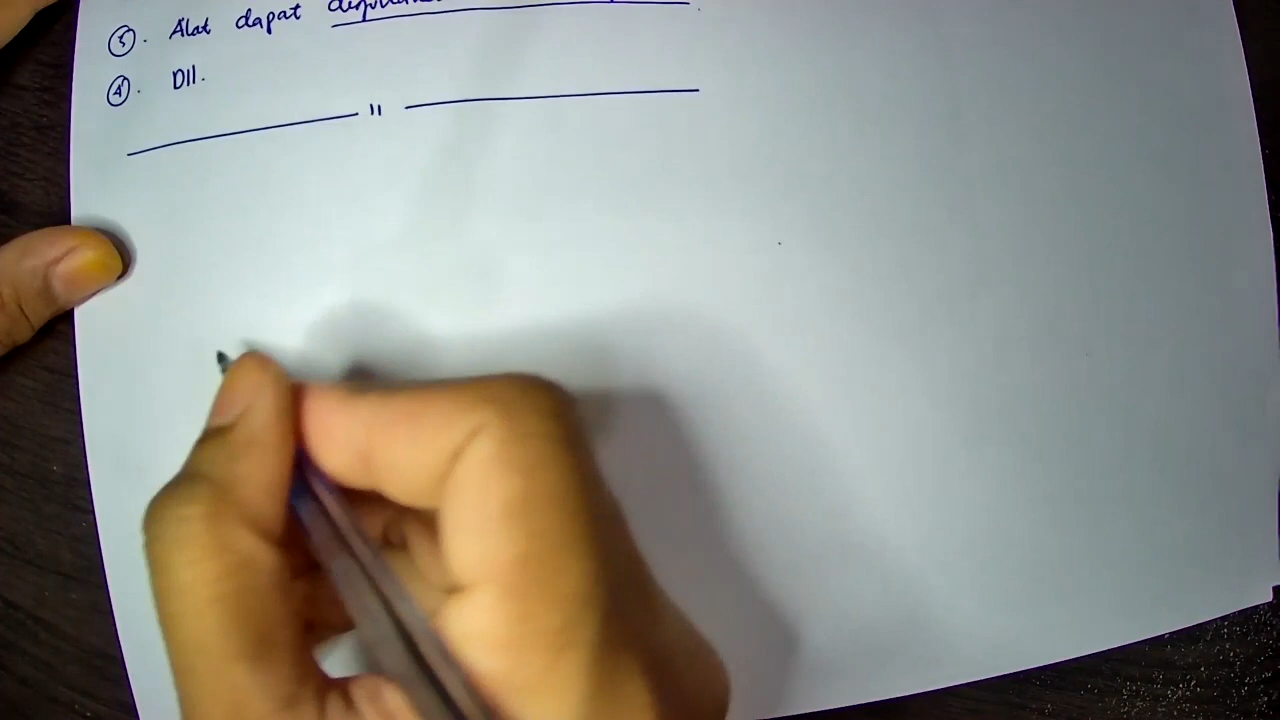 ③. Alat dapat
④. Dll.
"